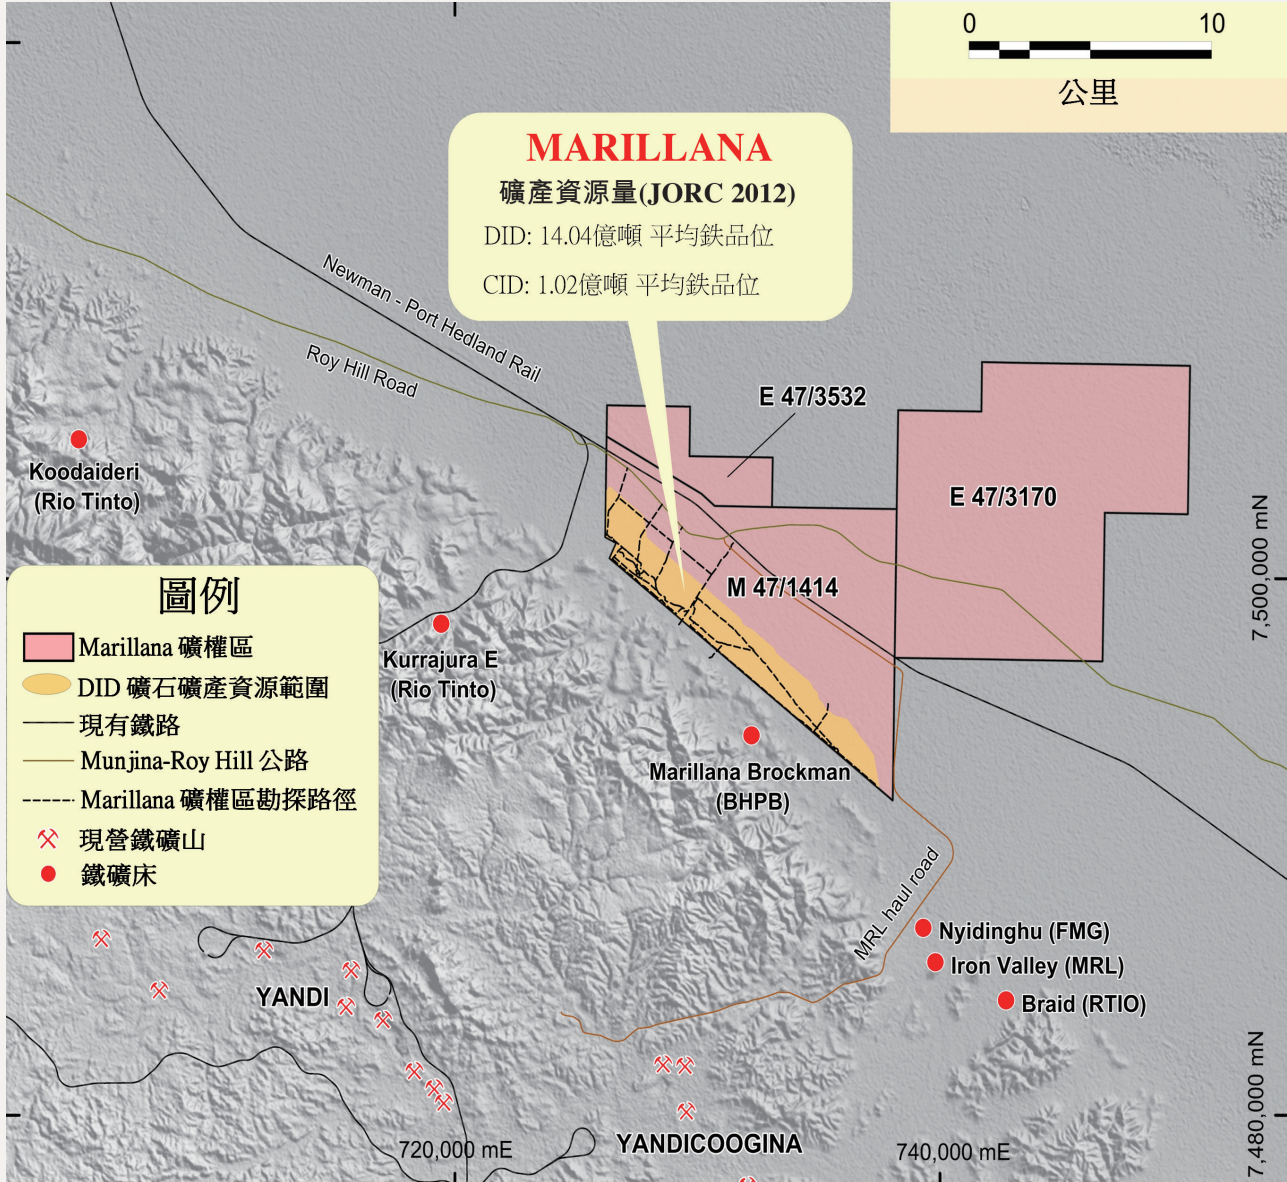 0 10
公里
MARILLANA
礦產資源量(JORC 2012)
DID: 14.04億噸 平均鉄品位
CID: 1.02億噸 平均鉄品位
Newman - Port Hedland Rail
Roy Hill Road
E 47/3532
E 47/3170
M 47/1414
Koodaideri
(Rio Tinto)
7,500,000 mN
圖例
Marillana 礦權區
DID 礦石礦產資源範圍
現有鐵路
Munjina-Roy Hill 公路
Marillana 礦權區勘探路徑
現營鐵礦山
鐵礦床
Kurrajura E
(Rio Tinto)
Marillana Brockman
(BHPB)
MRL haul road
Nyidinghu (FMG)
Iron Valley (MRL)
Braid (RTIO)
YANDI
YANDICOOGINA
720,000 mE
740,000 mE
7,480,000 mN